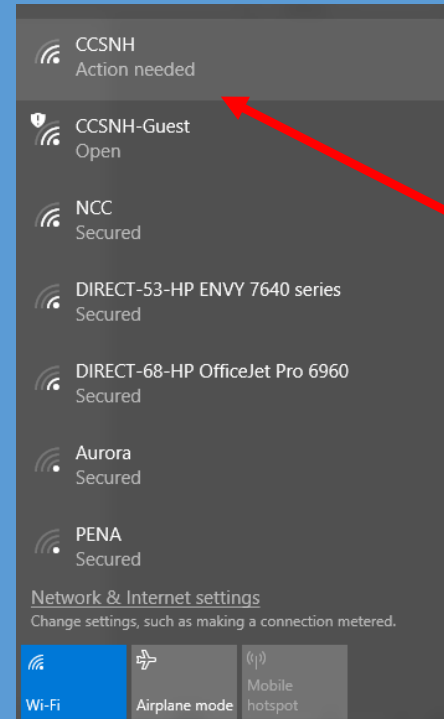 CCSNH
Action needed
CCSNH-Guest
Open
NCC
Secured
DIRECT-53-HP ENVY 7640 series
Secured
DIRECT-68-HP OfficeJet Pro 6960
Secured
Aurora
Secured
PENA
Secured
Network & Internet settings
Change settings, such as making a connection metered.
Wi-Fi
Airplane mode
Mobile
hotspot